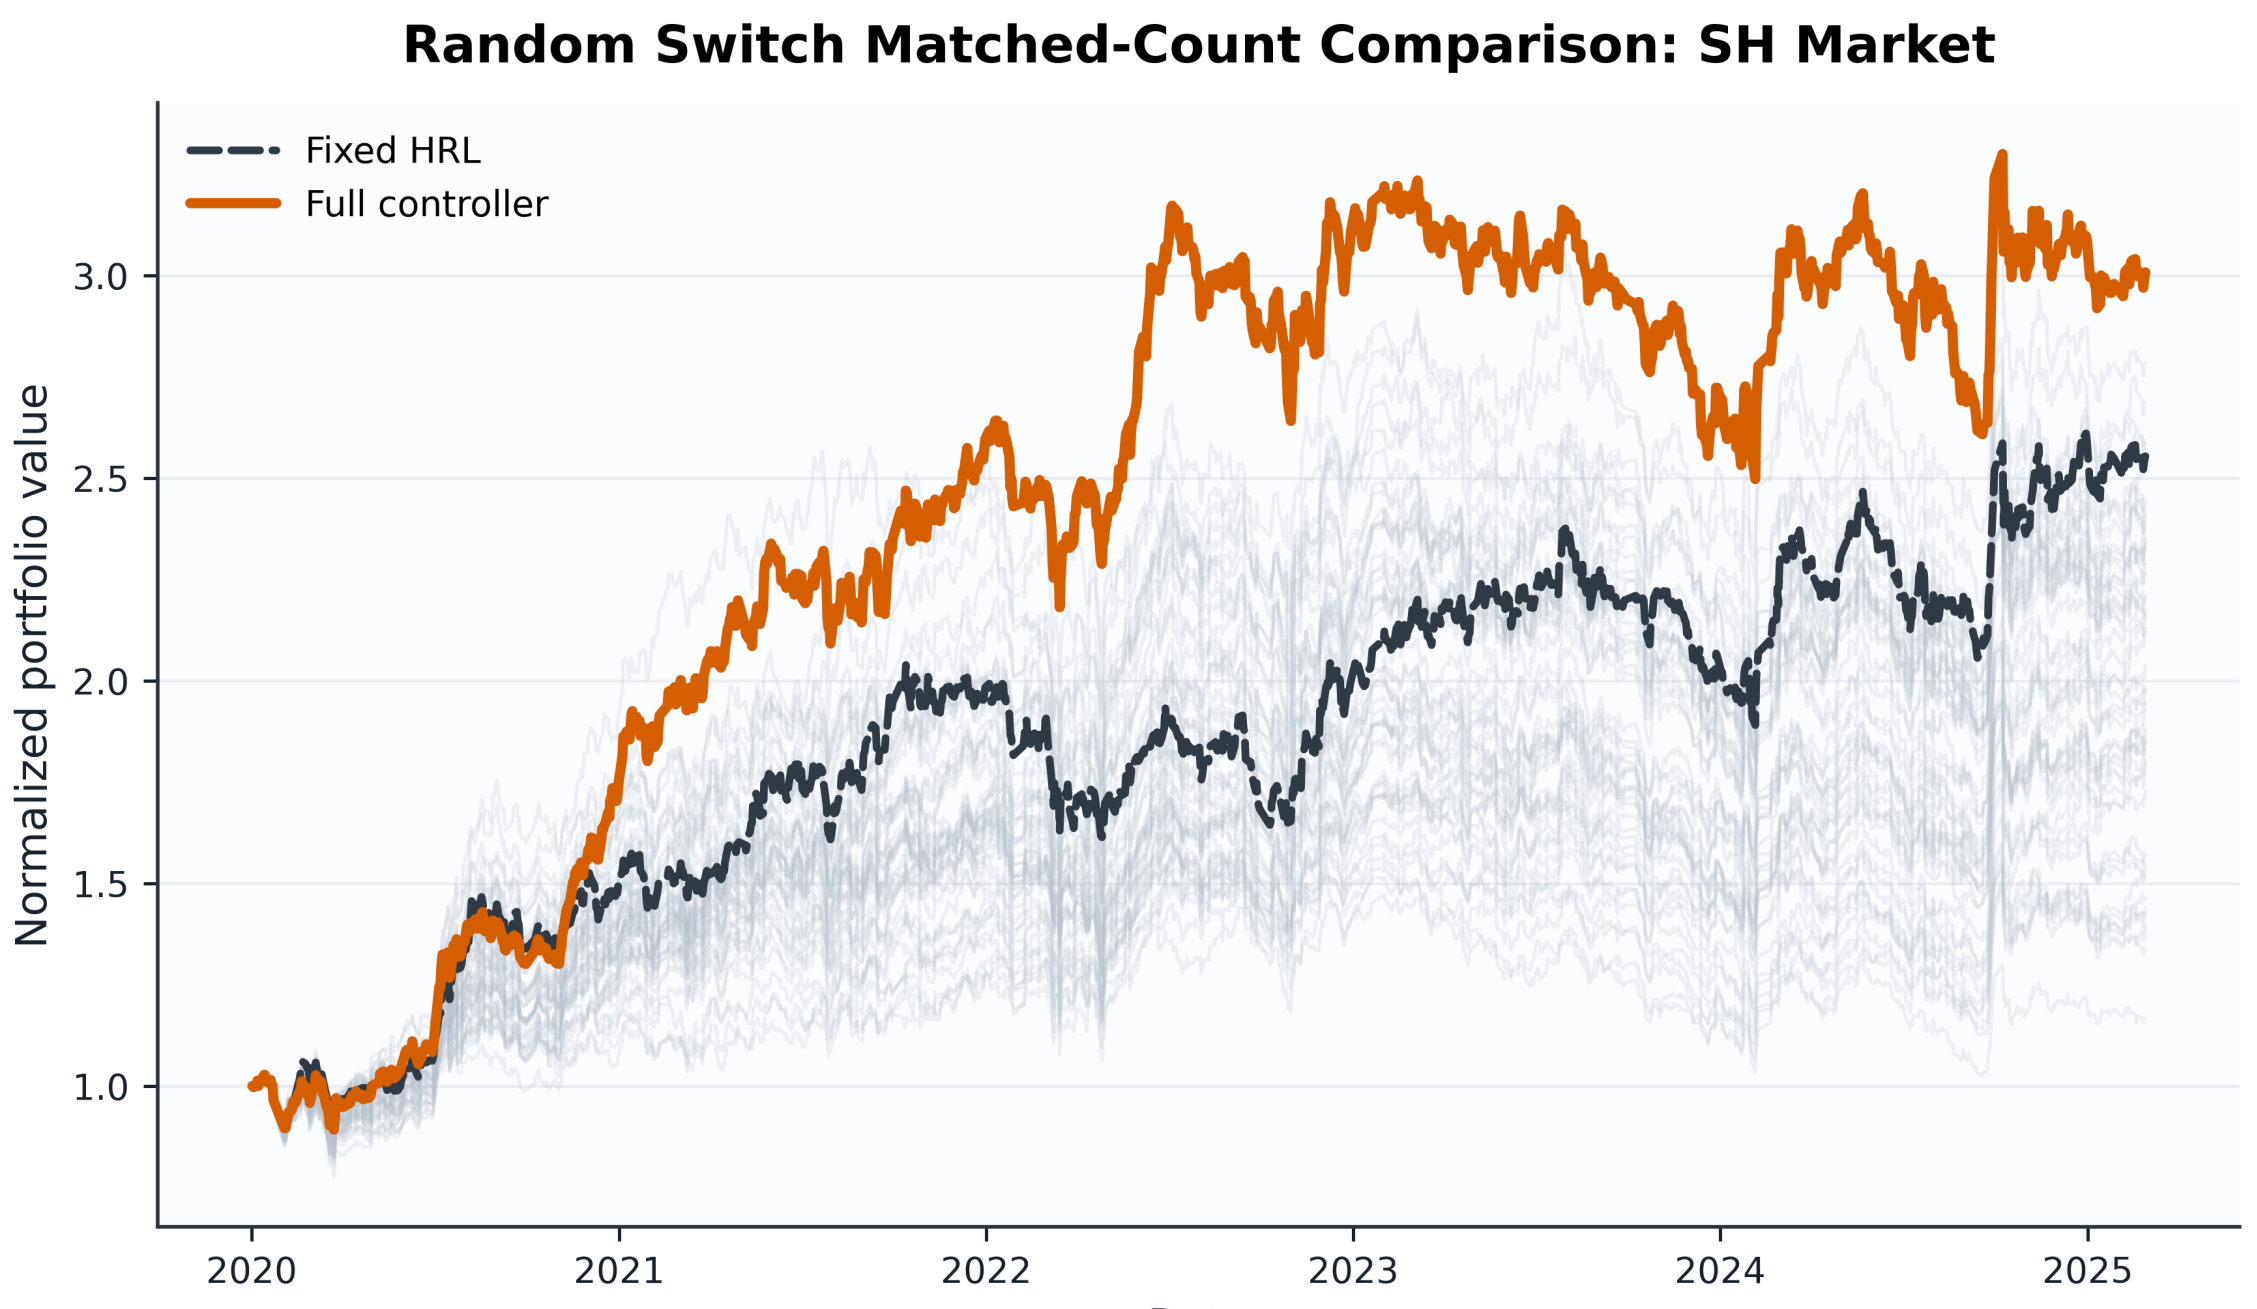 Random Switch Matched-Count Comparison: SH Market
Fixed HRL
Full controller
Normalized portfolio value
3.0
2.5
2.0
1.5
1.0
2020 2021 2022 2023 2024 2025